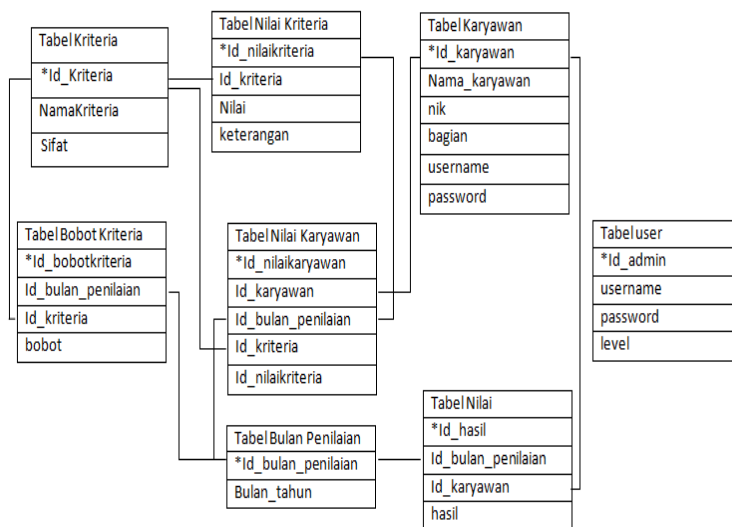 Tabel Kriteria
*Id_Kriteria
NamaKriteria
Sifat
Tabel Nilai Kriteria
*Id_nilaikriteria
Id_kriteria
Nilai
keterangan
Tabel Karyawan
*Id_karyawan
Nama_karyawan
nik
bagian
username
password
Tabel Bobot Kriteria
*Id_bobotkriteria
Id_bulan_penilaian
Id_kriteria
bobot
Tabel Nilai Karyawan
*Id_nilaikaryawan
Id_karyawan
Id_bulan_penilaian
Id_kriteria
Id_nilaikriteria
Tabel user
*Id_admin
username
password
level
Tabel Bulan Penilaian
*Id_bulan_penilaian
Bulan_tahun
Tabel Nilai
*Id_hasil
Id_bulan_penilaian
Id_karyawan
hasil